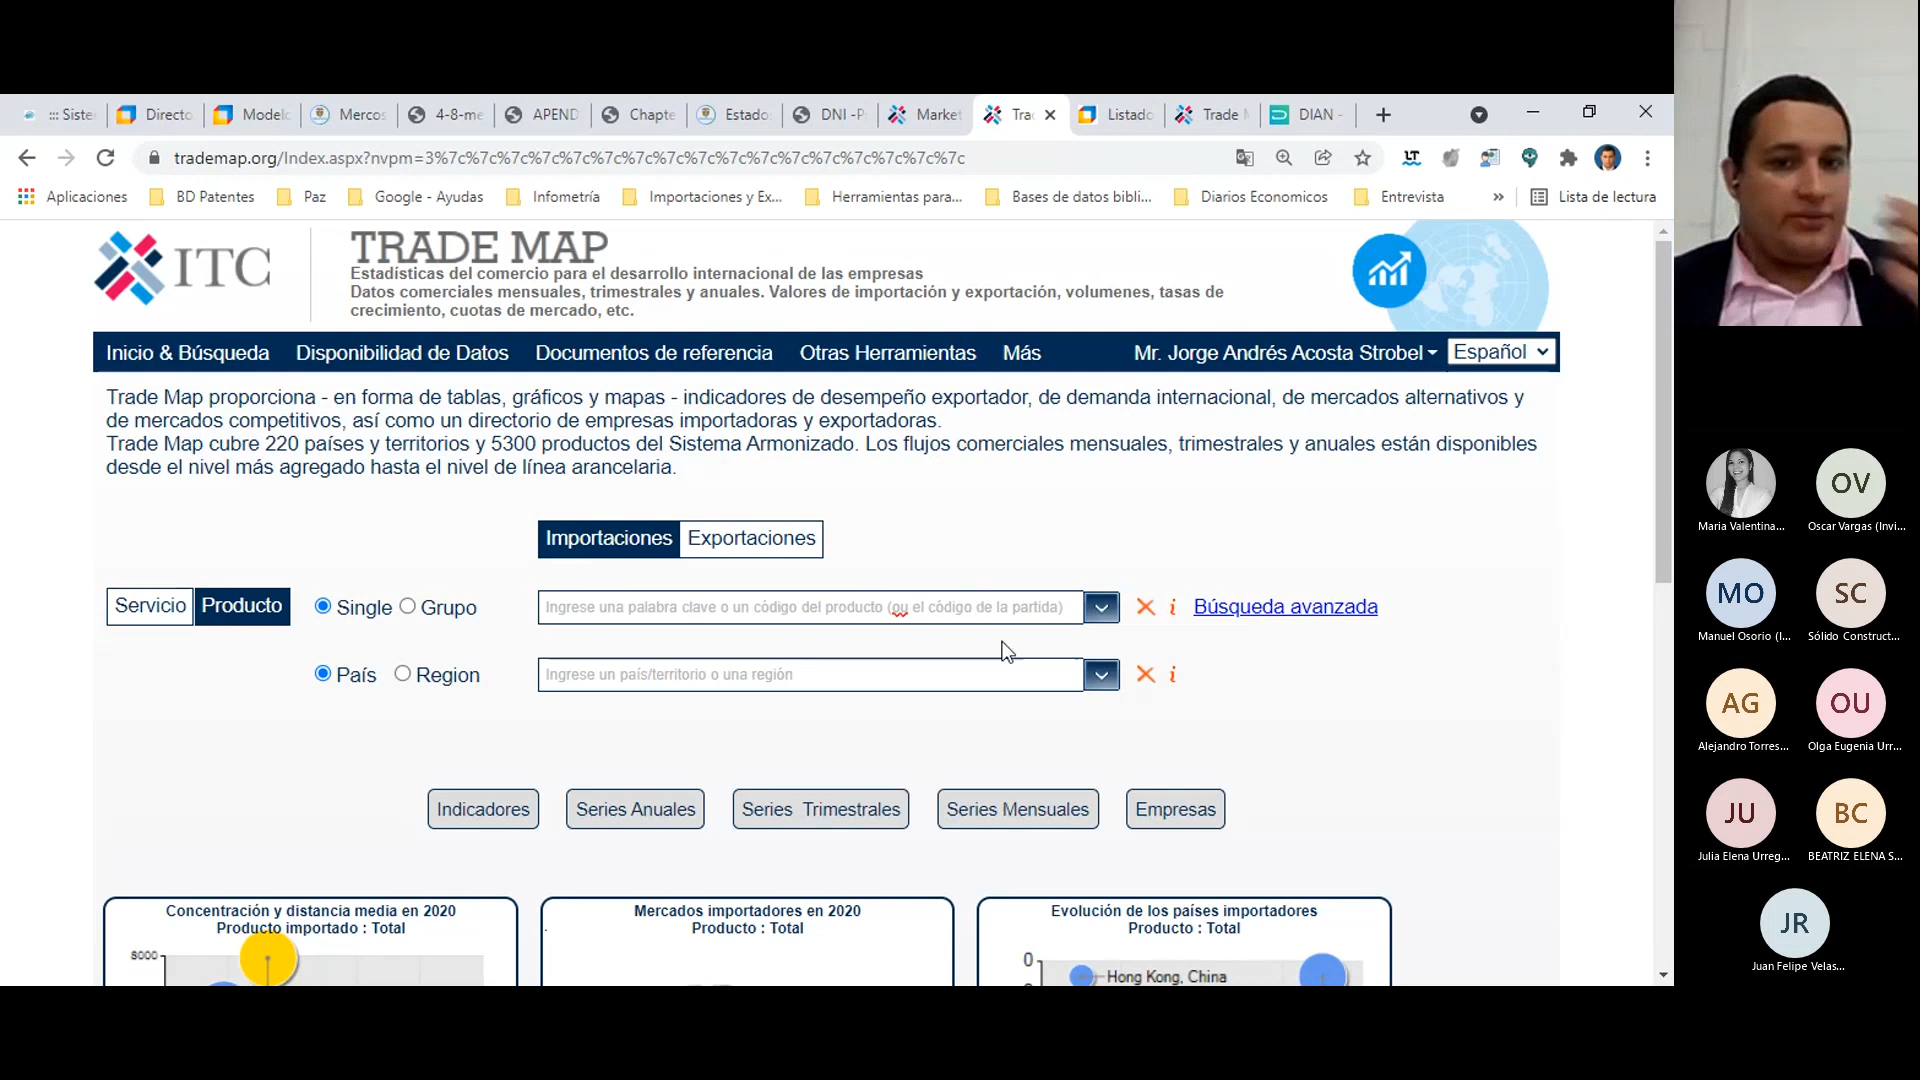 ::: Siste
Directo
Modelo
Mercos
4-8-me
APEND
Chapte
Estado
DNI -P
Market
Trac
Listado
Trade M
DIAN -
trademap.org/Index.aspx?nvpm=3%7c%7c%7c%7c%7c%7c%7c%7c%7c%7c%7c%7c%7c%7c%7c%7c%7c
Aplicaciones
BD Patentes
Paz
Google - Ayudas
Infometría
Importaciones y Ex...
Herramientas para...
Bases de datos bibli...
Diarios Economicos
Entrevista
»
Lista de lectura
ITC
TRADE MAP
Estadísticas del comercio para el desarrollo internacional de las empresas
Datos comerciales mensuales, trimestrales y anuales. Valores de importación y exportación, volumenes, tasas de
crecimiento, cuotas de mercado, etc.
Inicio & Búsqueda Disponibilidad de Datos Documentos de referencia Otras Herramientas Más Mr. Jorge Andrés Acosta Strobel Español
Trade Map proporciona - en forma de tablas, gráficos y mapas - indicadores de desempeño exportador, de demanda internacional, de mercados alternativos y
de mercados competitivos, así como un directorio de empresas importadoras y exportadoras.
Trade Map cubre 220 países y territorios y 5300 productos del Sistema Armonizado. Los flujos comerciales mensuales, trimestrales y anuales están disponibles
desde el nivel más agregado hasta el nivel de línea arancelaria.
Importaciones Exportaciones
Servicio Producto Single Grupo Ingrese una palabra clave o un código del producto (ou el código de la partida) i Búsqueda avanzada
País Region Ingrese un país/territorio o una región i
Indicadores Series Anuales Series Trimestrales Series Mensuales Empresas
Concentración y distancia media en 2020
Producto importado : Total
8000
Mercados importadores en 2020
Producto : Total
Evolución de los países importadores
Producto : Total
0
Hong Kong, China
Maria Valentina...
OV
Oscar Vargas (Invi...
MO
Manuel Osorio (I...
SC
Sólido Construct...
AG
Alejandro Torres...
OU
Olga Eugenia Urr...
JU
Julia Elena Urreg...
BC
BEATRIZ ELENA S...
JR
Juan Felipe Velas...